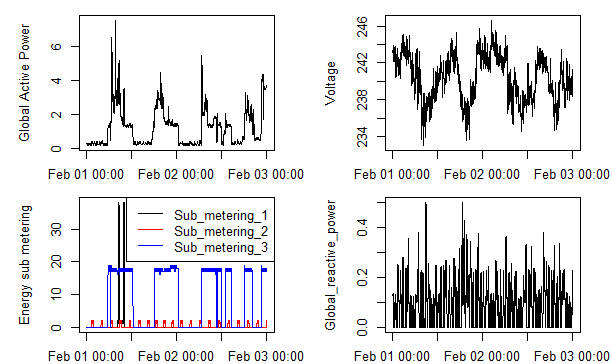 Global Active Power
0 2 4 6
Feb 01 00:00 Feb 02 00:00 Feb 03 00:00
Voltage
234 238 242 246
Feb 01 00:00 Feb 02 00:00 Feb 03 00:00
Energy sub metering
0 10 20 30
Sub_metering_1
Sub_metering_2
Sub_metering_3
Feb 01 00:00 Feb 02 00:00 Feb 03 00:00
Global_reactive_power
0.0 0.2 0.4
Feb 01 00:00 Feb 02 00:00 Feb 03 00:00